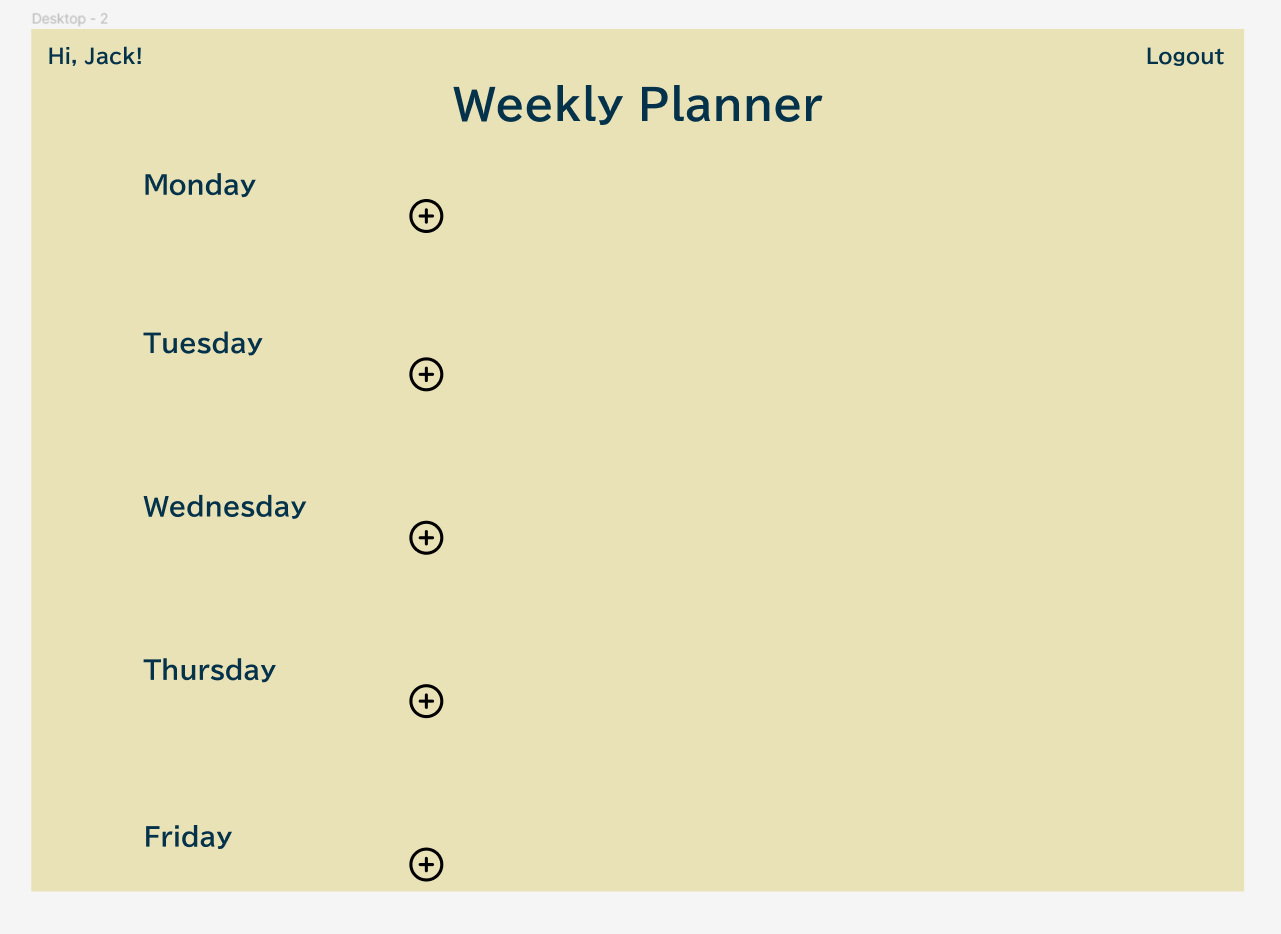 Desktop - 2
Hi, Jack!
Logout
Weekly Planner
Monday
Tuesday
Wednesday
Thursday
Friday